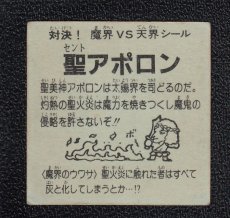 対決！魔界VS天界シール
セント
聖アポロン
聖美神アポロンは太陽界を司どるのだ。
灼熱の聖火炎は魔力を焼きつくし魔鬼の
侵略を許さないぞ!!
ボッ
〈魔界のウワサ〉聖火炎に触れた者はすべて
灰と化してしまうとか…!?